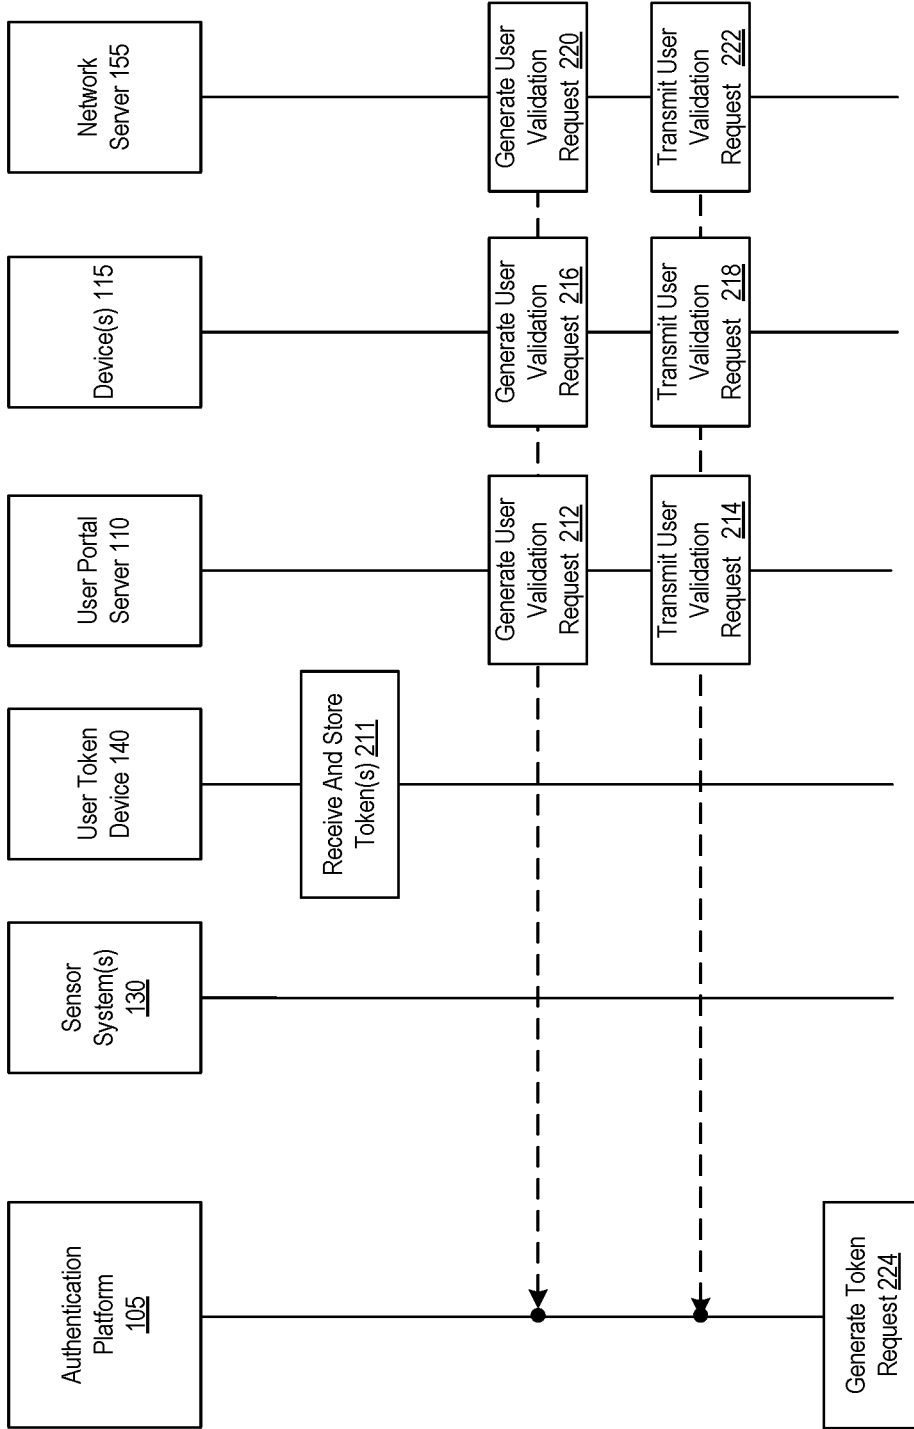 Authentication
Platform
105
Sensor
System(s)
130
User Token
Device 140
User Portal
Server 110
Device(s) 115
Network
Server 155
Receive And Store
Token(s) 211
Generate User
Validation
Request 212
Generate User
Validation
Request 216
Generate User
Validation
Request 220
Transmit User
Validation
Request 214
Transmit User
Validation
Request 218
Transmit User
Validation
Request 222
Generate Token
Request 224